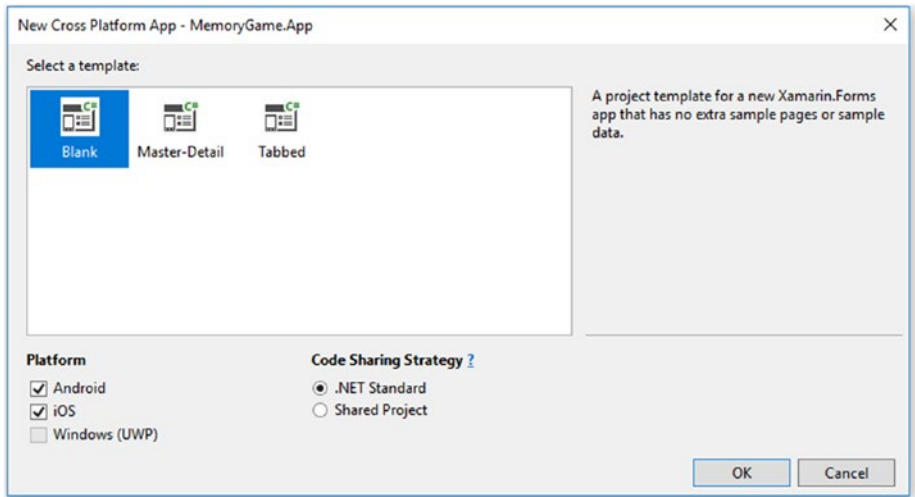 New Cross Platform App - MemoryGame.App
Select a template:
C#
Blank
C#
Master-Detail
C#
Tabbed
A project template for a new Xamarin.Forms
app that has no extra sample pages or sample
data.
Platform
Android
iOS
Windows (UWP)
Code Sharing Strategy ?
.NET Standard
Shared Project
OK
Cancel